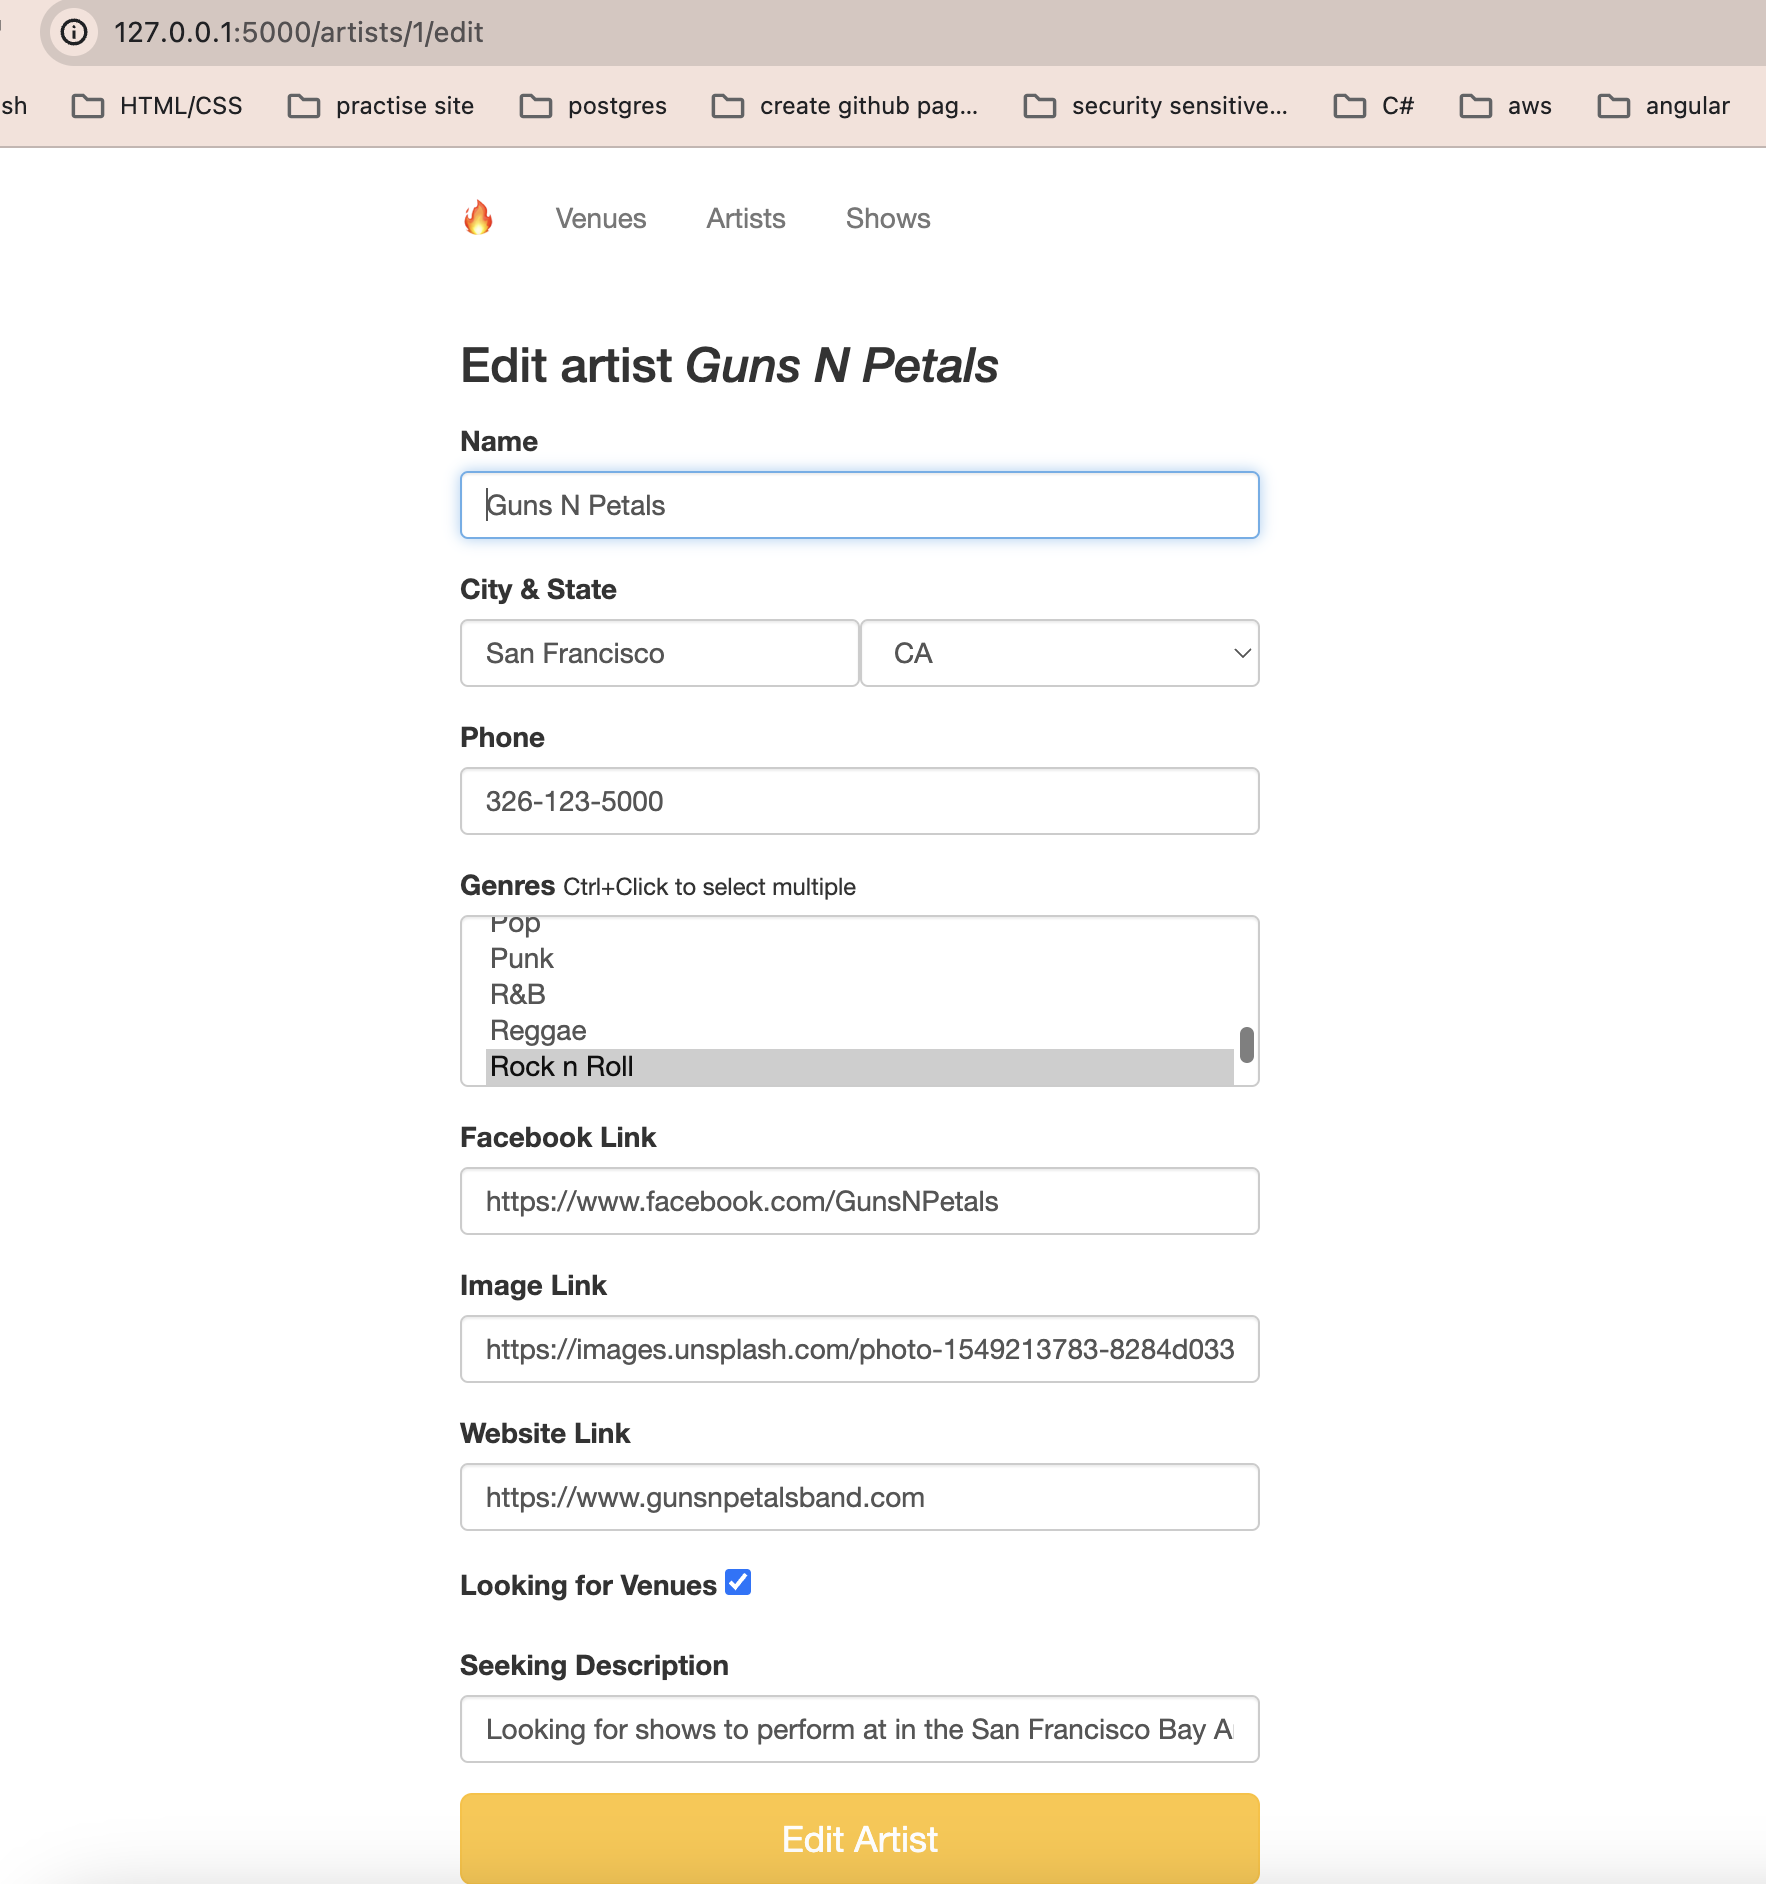 127.0.0.1:5000/artists/1/edit
sh HTML/CSS practise site postgres create github pag... security sensitive... C# aws angular
Venues Artists Shows
Edit artist Guns N Petals
Name
Guns N Petals
City & State
San Francisco CA
Phone
326-123-5000
Genres Ctrl+Click to select multiple
Pop
Punk
R&B
Reggae
Rock n Roll
Facebook Link
https://www.facebook.com/GunsNPetals
Image Link
https://images.unsplash.com/photo-1549213783-8284d033
Website Link
https://www.gunsnpetalsband.com
Looking for Venues
Seeking Description
Looking for shows to perform at in the San Francisco Bay A
Edit Artist